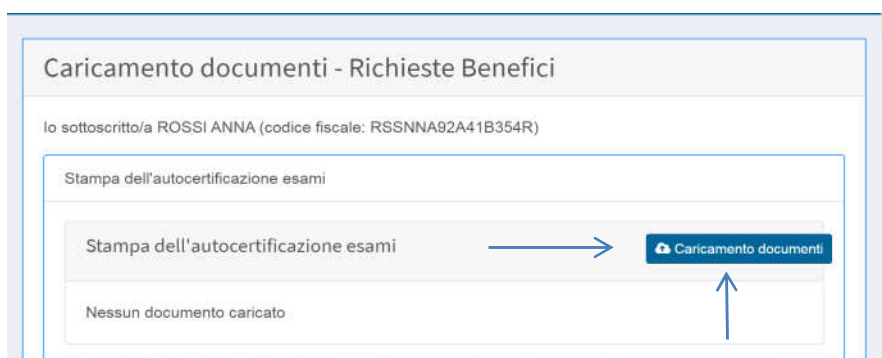 Caricamento documenti - Richieste Benefici
Io sottoscritto/a ROSSI ANNA (codice fiscale: RSSNNA92A41B354R)
Stampa dell'autocertificazione esami
Stampa dell'autocertificazione esami
Caricamento documenti
Nessun documento caricato